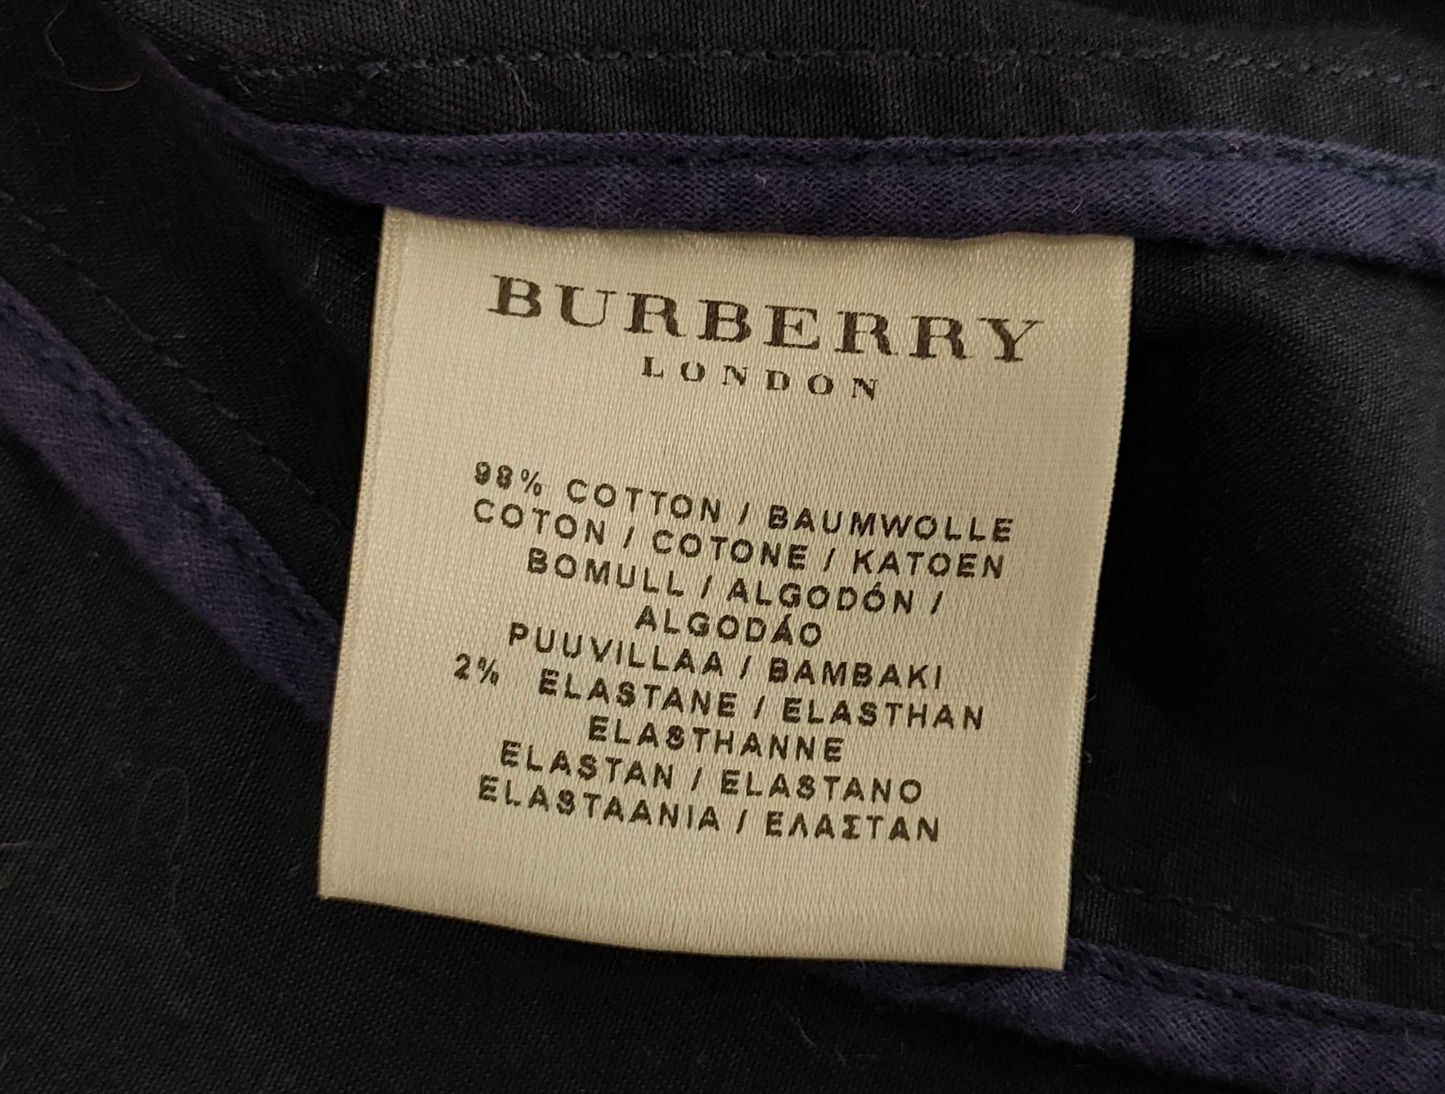 BURBERRY
LONDON
98% COTTON / BAUMWOLLE
COTON / COTONE / KATOEN
BOMULL / ALGODÓN /
ALGODÁO
PUUVILLAA / BAMBAKI
2% ELASTANE / ELASTHAN
ELASTHANNE
ELASTAN / ELASTANO
ELASTAANIA / ΕΛΑΣΤΑΝ